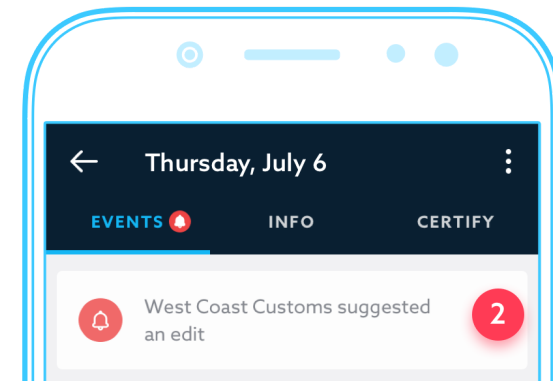 Thursday, July 6
EVENTS INFO CERTIFY
West Coast Customs suggested
an edit
2